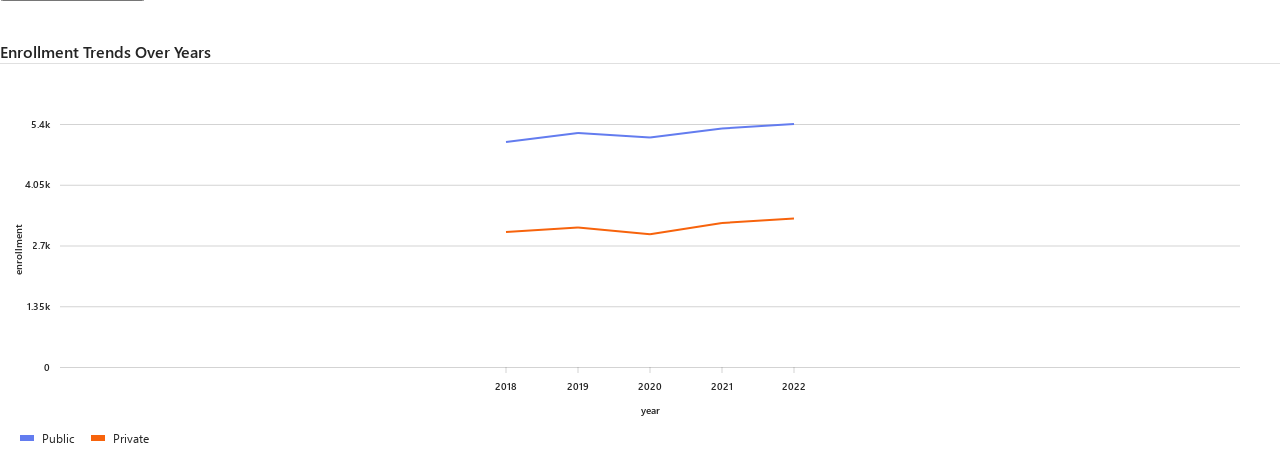 Enrollment Trends Over Years
5.4k
4.05k
2.7k
1.35k
0
enrollment
2018 2019 2020 2021 2022
year
Public Private